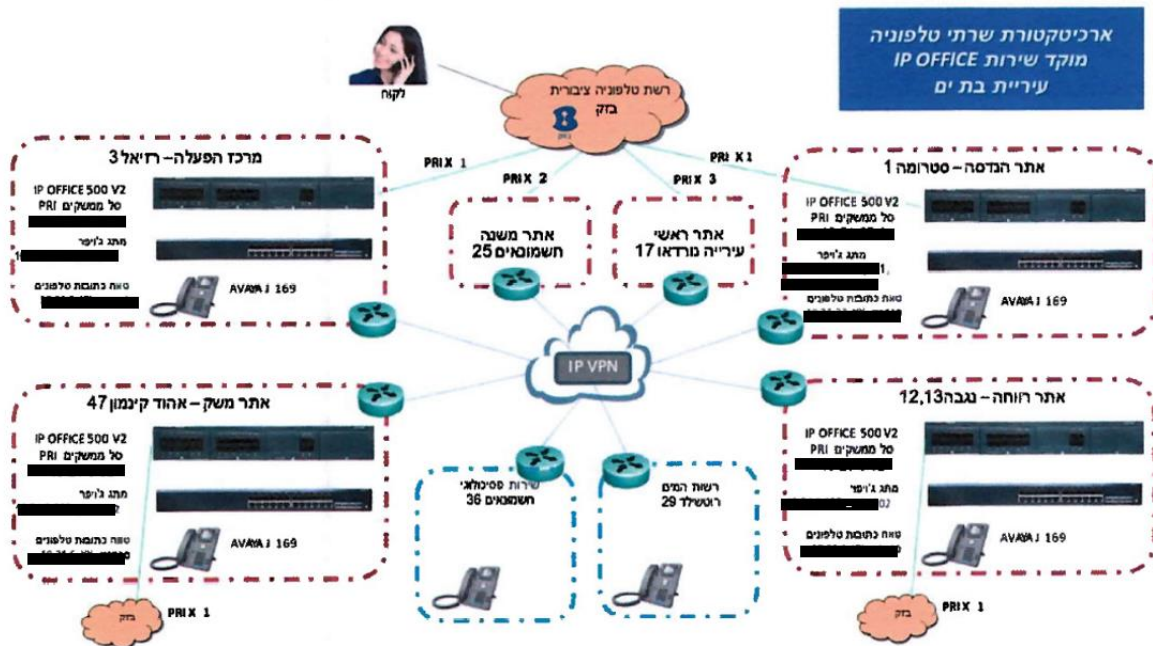 ארכיטקטורת שרתי טלפוניה
מוקד שירות IP OFFICE
עיריית בת ים
לקוח
רשת טלפוניה ציבורית
בזק
בזק
PRI X 1
PRI X 2
PRI X 3
מרכז הפעלה – רזיאל 3
IP OFFICE 500 V2
סל ממשקים PRI
מתג ג'ויפר
טווח כתובות טלפונים
AVAYA J 169
אתר משנה
חשמונאים 25
אתר ראשי
עירייה נורדאו 17
אתר הנדסה – סטרומה 1
IP OFFICE 500 V2
סל ממשקים PRI
מתג ג'ויפר
טווח כתובות טלפונים
AVAYA J 169
IP VPN
אתר משק – אהוד קינמון 47
IP OFFICE 500 V2
סל ממשקים PRI
מתג ג'ויפר
טווח כתובות טלפונים
AVAYA J 169
בזק
PRI X 1
שירות פסיכולוגי
חשמונאים 36
רשות המים
רוטשילד 29
אתר רווחה – נגבה 12,13
IP OFFICE 500 V2
סל ממשקים PRI
מתג ג'ויפר
02
טווח כתובות טלפונים
AVAYA J 169
בזק
PRI X 1